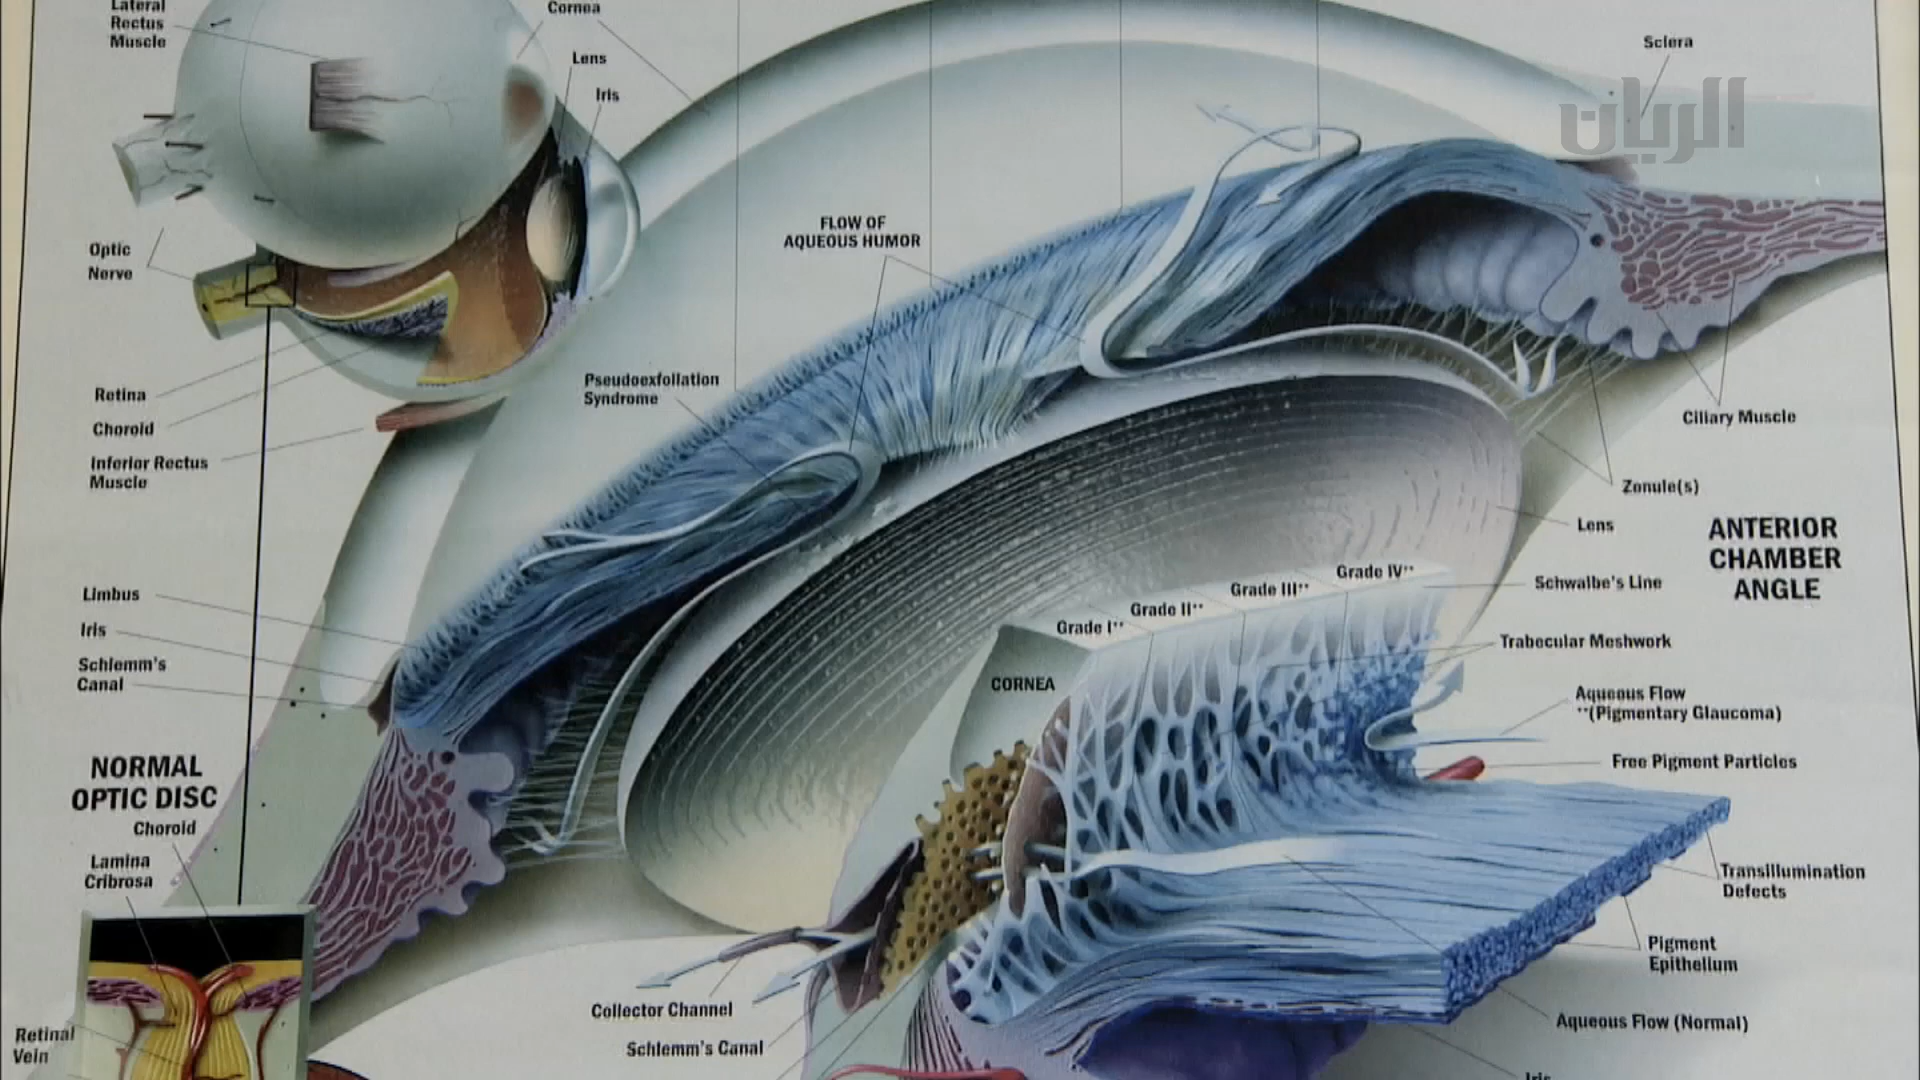 Lateral
Rectus
Muscle
Cornea
Lens
Iris
Sclera
الريان
Optic
Nerve
FLOW OF
AQUEOUS HUMOR
Retina
Choroid
Inferior Rectus
Muscle
Pseudoexfoliation
Syndrome
Ciliary Muscle
Zonule(s)
Lens
ANTERIOR
CHAMBER
ANGLE
Limbus
Iris
Schlemm's
Canal
Grade I**
Grade II**
Grade III**
Grade IV**
Schwalbe's Line
Trabecular Meshwork
CORNEA
Aqueous Flow
**(Pigmentary Glaucoma)
Free Pigment Particles
NORMAL
OPTIC DISC
Choroid
Lamina
Cribrosa
Transillumination
Defects
Pigment
Epithelium
Retinal
Vein
Collector Channel
Schlemm's Canal
Aqueous Flow (Normal)
Iris